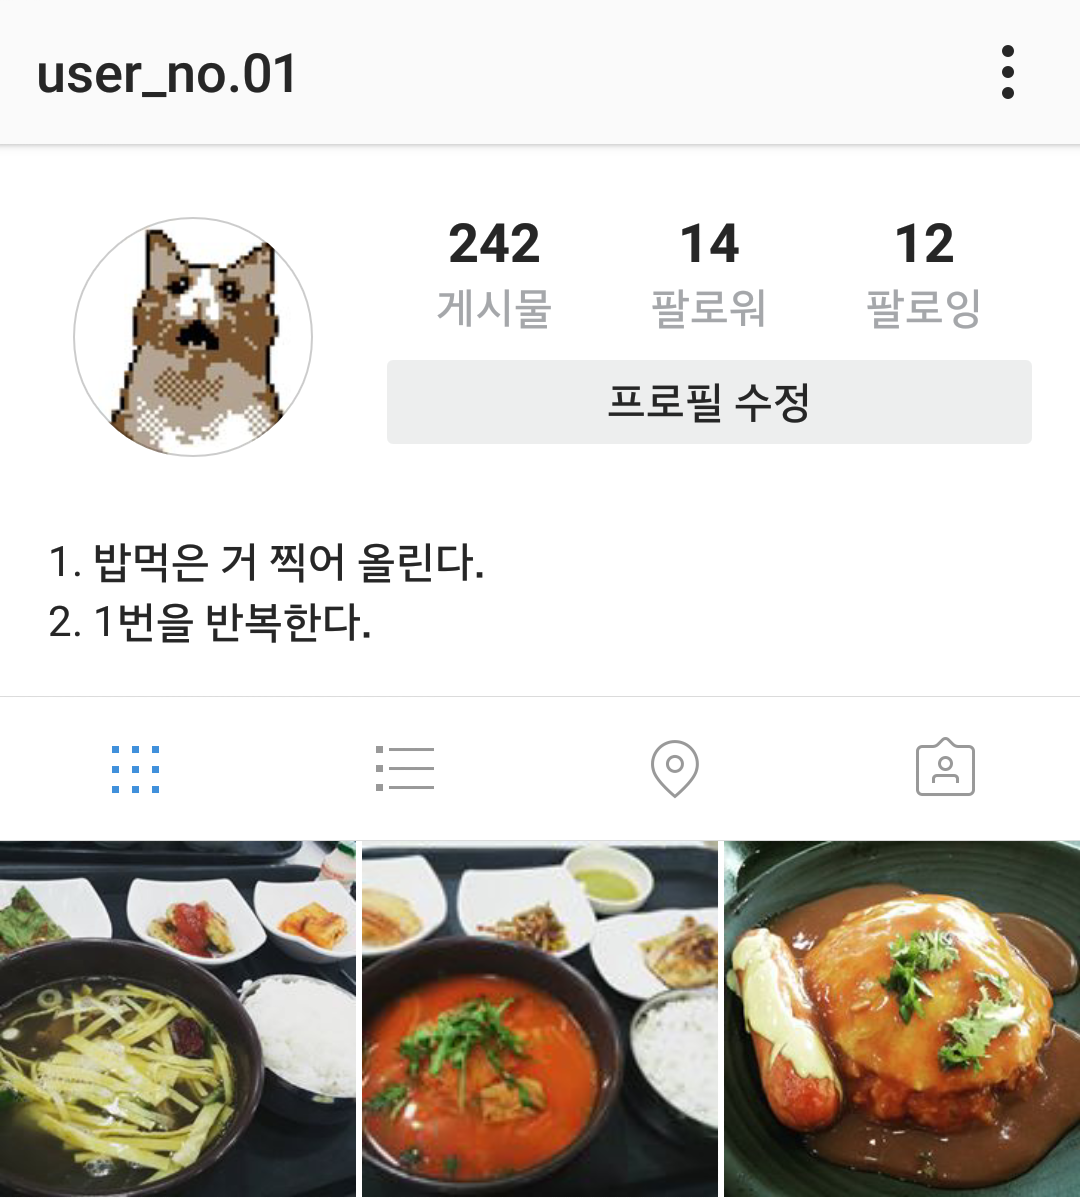 user_no.01
242 14 12
게시물 팔로워 팔로잉
프로필 수정
1. 밥먹은 거 찍어 올린다.
2. 1번을 반복한다.